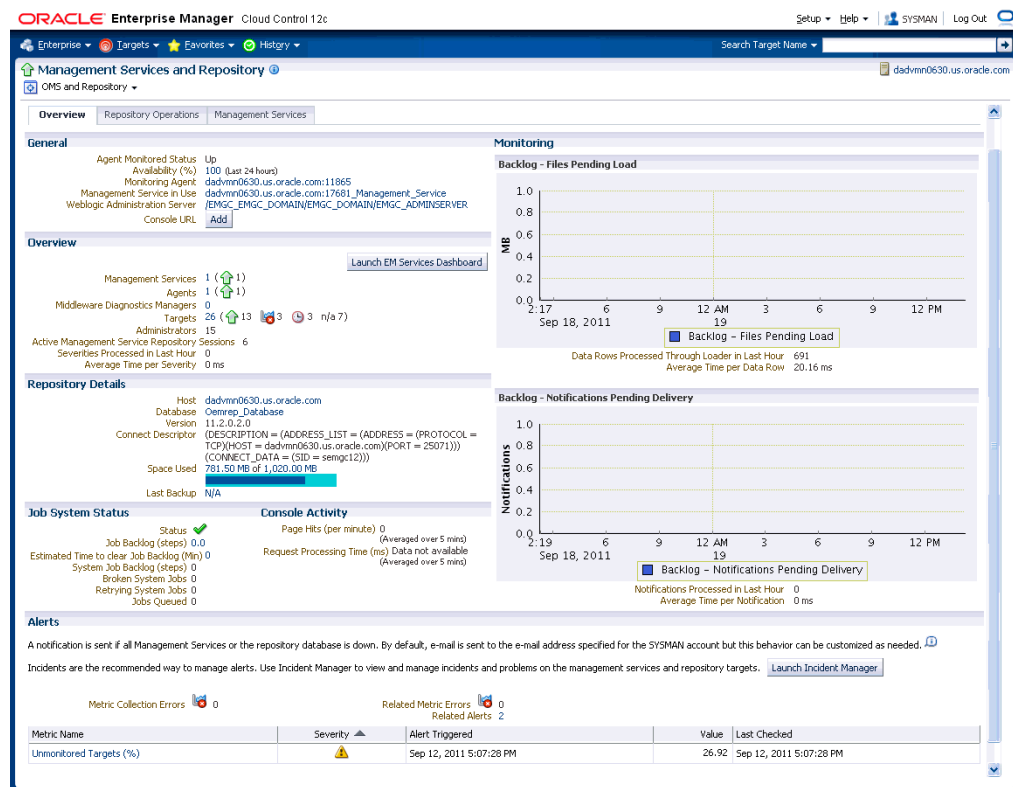 ORACLE Enterprise Manager Cloud Control 12c
Setup Help SYSMAN Log Out
Enterprise Targets Favorites History Search Target Name
Management Services and Repository dadvmn0630.us.oracle.com
OMS and Repository
Overview Repository Operations Management Services
General
Agent Monitored Status Up
Availability (%) 100 (Last 24 hours)
Monitoring Agent dadvmn0630.us.oracle.com:11865
Management Service in Use dadvmn0630.us.oracle.com:17681_Management_Service
Weblogic Administration Server /EMGC_EMGC_DOMAIN/EMGC_DOMAIN/EMGC_ADMINSERVER
Console URL Add
Overview
Launch EM Services Dashboard
Management Services 1 ( 1)
Agents 1 ( 1)
Middleware Diagnostics Managers 0
Targets 26 ( 13 3 3 n/a 7)
Administrators 15
Active Management Service Repository Sessions 6
Severities Processed in Last Hour 0
Average Time per Severity 0 ms
Repository Details
Host dadvmn0630.us.oracle.com
Database Oemrep_Database
Version 11.2.0.2.0
Connect Descriptor (DESCRIPTION = (ADDRESS_LIST = (ADDRESS = (PROTOCOL =
TCP)(HOST = dadvmn0630.us.oracle.com)(PORT = 25071)))
(CONNECT_DATA = (SID = semgc12)))
Space Used 781.50 MB of 1,020.00 MB
Last Backup N/A
Job System Status
Status
Job Backlog (steps) 0.0
Estimated Time to clear Job Backlog (Min) 0
System Job Backlog (steps) 0
Broken System Jobs 0
Retrying System Jobs 0
Jobs Queued 0
Console Activity
Page Hits (per minute) 0
(Averaged over 5 mins)
Request Processing Time (ms) Data not available
(Averaged over 5 mins)
Monitoring
Backlog - Files Pending Load
MB
1.0
0.8
0.6
0.4
0.2
0.0
2:17 6 9 12 AM 3 6 9 12 PM
Sep 18, 2011 19
Backlog - Files Pending Load
Data Rows Processed Through Loader in Last Hour 691
Average Time per Data Row 20.16 ms
Backlog - Notifications Pending Delivery
Notifications
1.0
0.8
0.6
0.4
0.2
0.0
2:19 6 9 12 AM 3 6 9 12 PM
Sep 18, 2011 19
Backlog - Notifications Pending Delivery
Notifications Processed in Last Hour 0
Average Time per Notification 0 ms
Alerts
A notification is sent if all Management Services or the repository database is down. By default, e-mail is sent to the e-mail address specified for the SYSMAN account but this behavior can be customized as needed.
Incidents are the recommended way to manage alerts. Use Incident Manager to view and manage incidents and problems on the management services and repository targets. Launch Incident Manager
Metric Collection Errors 0 Related Metric Errors 0
Related Alerts 2
Metric Name Severity Alert Triggered Value Last Checked
Unmonitored Targets (%) Sep 12, 2011 5:07:28 PM 26.92 Sep 12, 2011 5:07:28 PM